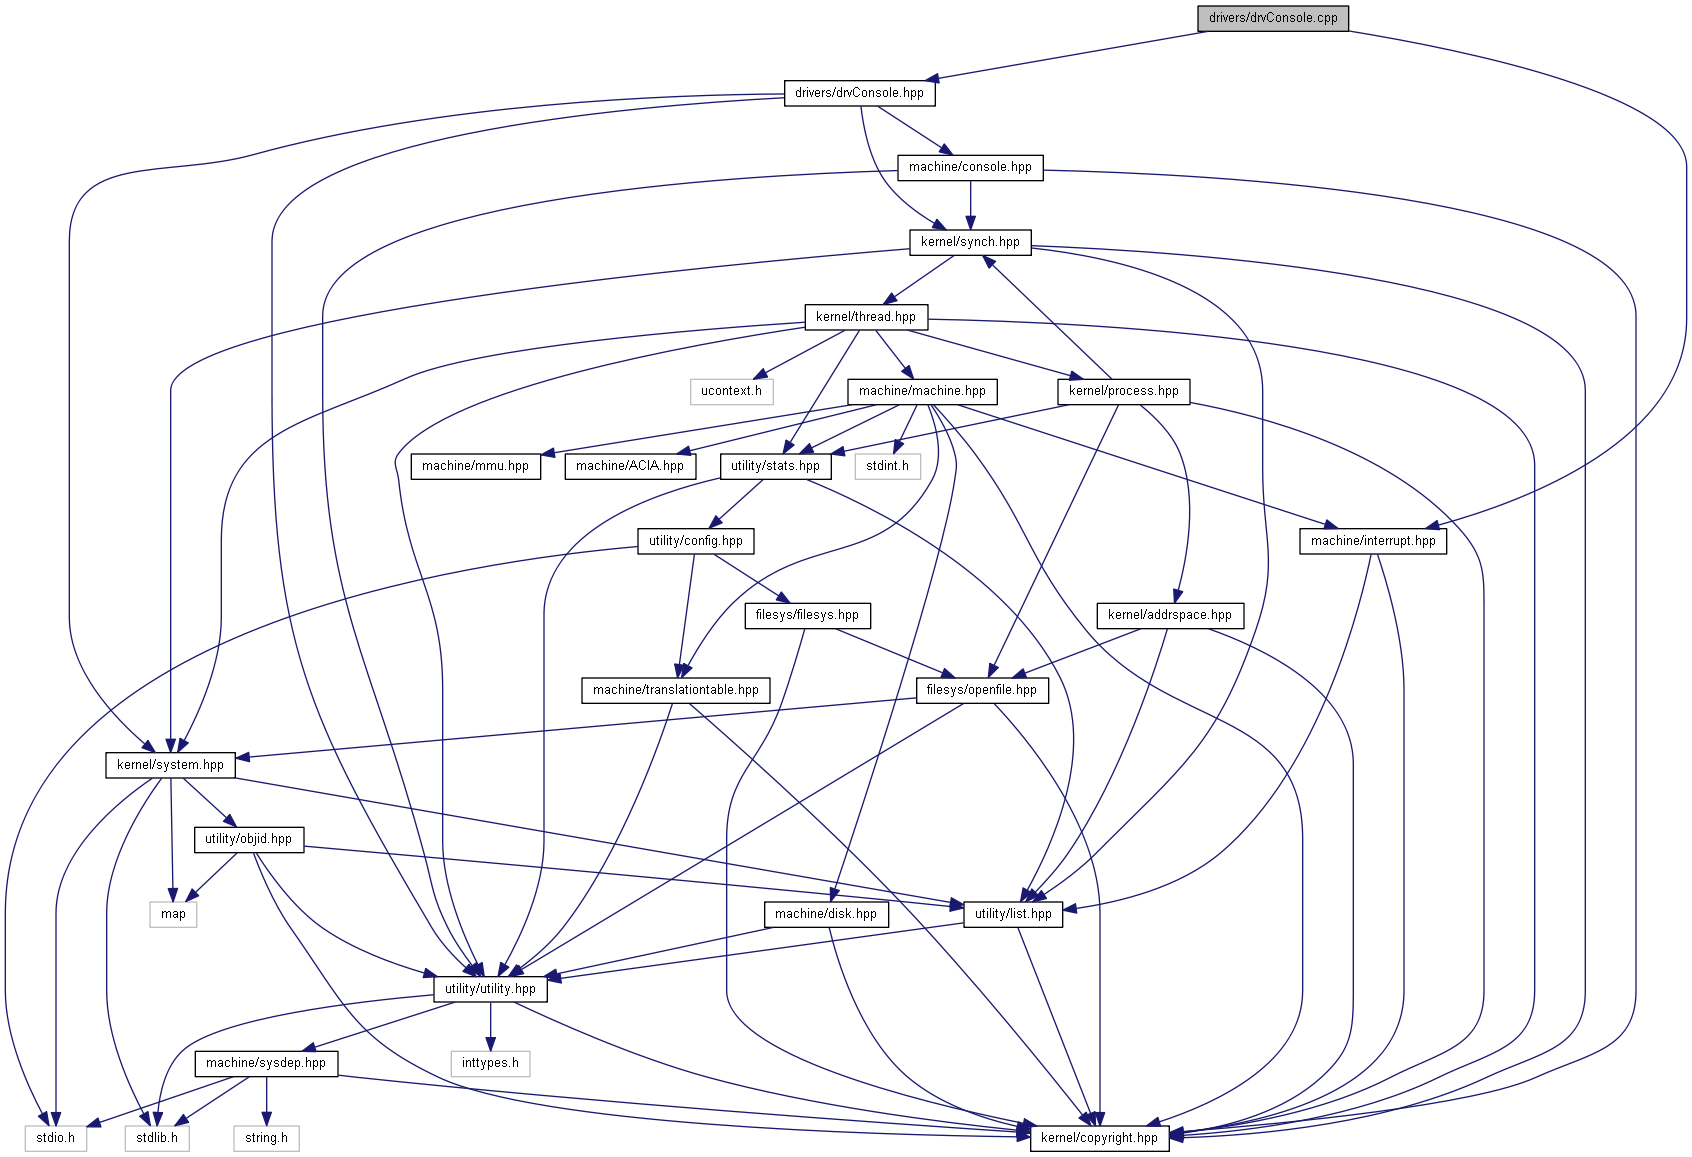 drivers/drvConsole.cpp
drivers/drvConsole.hpp
machine/console.hpp
kernel/synch.hpp
kernel/thread.hpp
ucontext.h
machine/machine.hpp
kernel/process.hpp
machine/mmu.hpp
machine/ACIA.hpp
utility/stats.hpp
stdint.h
utility/config.hpp
machine/interrupt.hpp
filesys/filesys.hpp
kernel/addrspace.hpp
machine/translationtable.hpp
filesys/openfile.hpp
kernel/system.hpp
utility/objid.hpp
map
machine/disk.hpp
utility/list.hpp
utility/utility.hpp
machine/sysdep.hpp
inttypes.h
stdio.h
stdlib.h
string.h
kernel/copyright.hpp